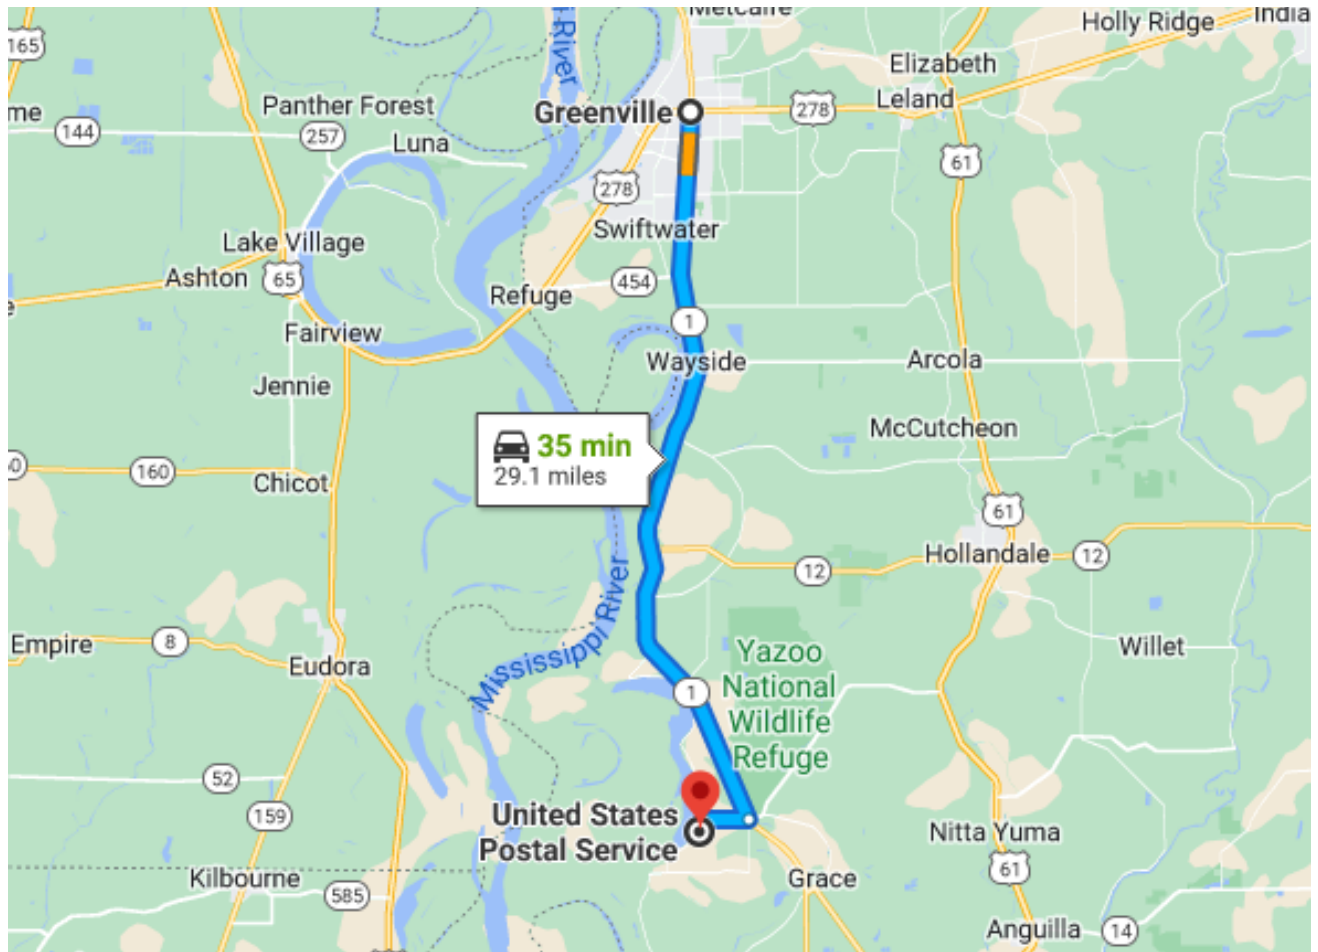 Metcalfe
Holly Ridge
India
165
i River
Elizabeth
Panther Forest
Greenville
278
Leland
me
144
257
Luna
61
278
Swiftwater
Lake Village
Ashton
65
454
Refuge
e
1
Fairview
Wayside
Arcola
Jennie
McCutcheon
35 min
29.1 miles
60
160
Chicot
61
Hollandale
12
12
Mississippi River
Empire
8
Yazoo
National
Wildlife
Refuge
Willet
Eudora
1
52
159
United States
Postal Service
Nitta Yuma
61
Kilbourne
585
Grace
Anguilla
14